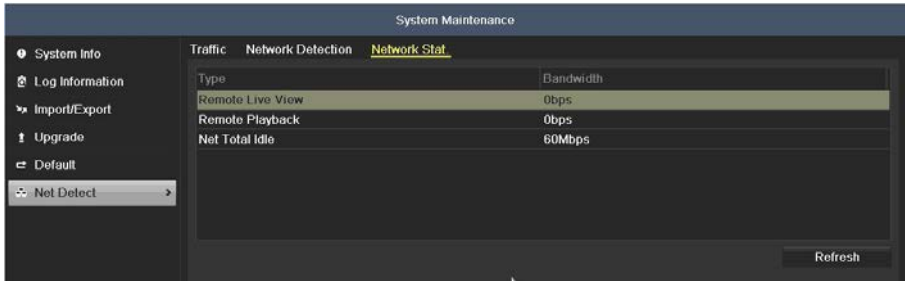 System Maintenance
System Info
Log Information
Import/Export
Upgrade
Default
Net Detect
Traffic Network Detection Network Stat.
Type Bandwidth
Remote Live View 0bps
Remote Playback 0bps
Net Total Idle 60Mbps
Refresh